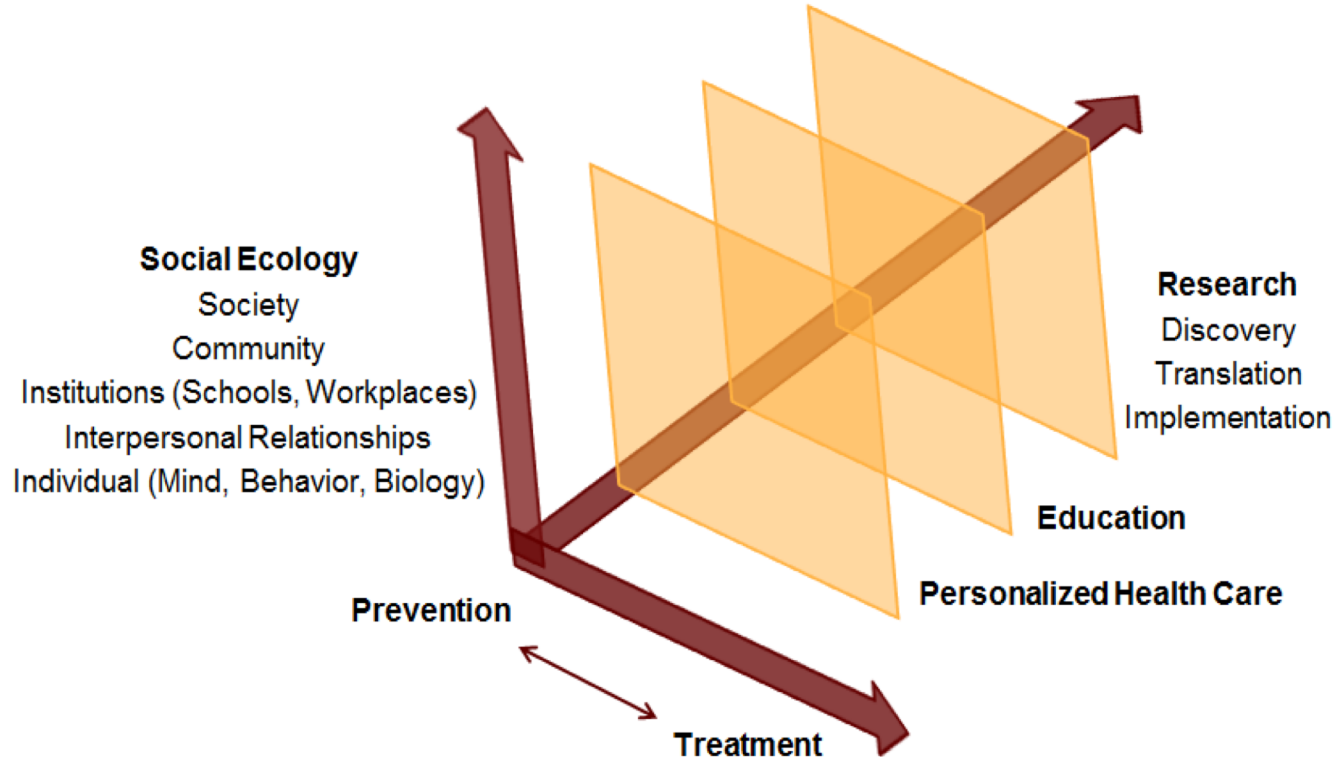 Social Ecology
Society
Community
Institutions (Schools, Workplaces)
Interpersonal Relationships
Individual (Mind, Behavior, Biology)
Research
Discovery
Translation
Implementation
Education
Personalized Health Care
Prevention
Treatment